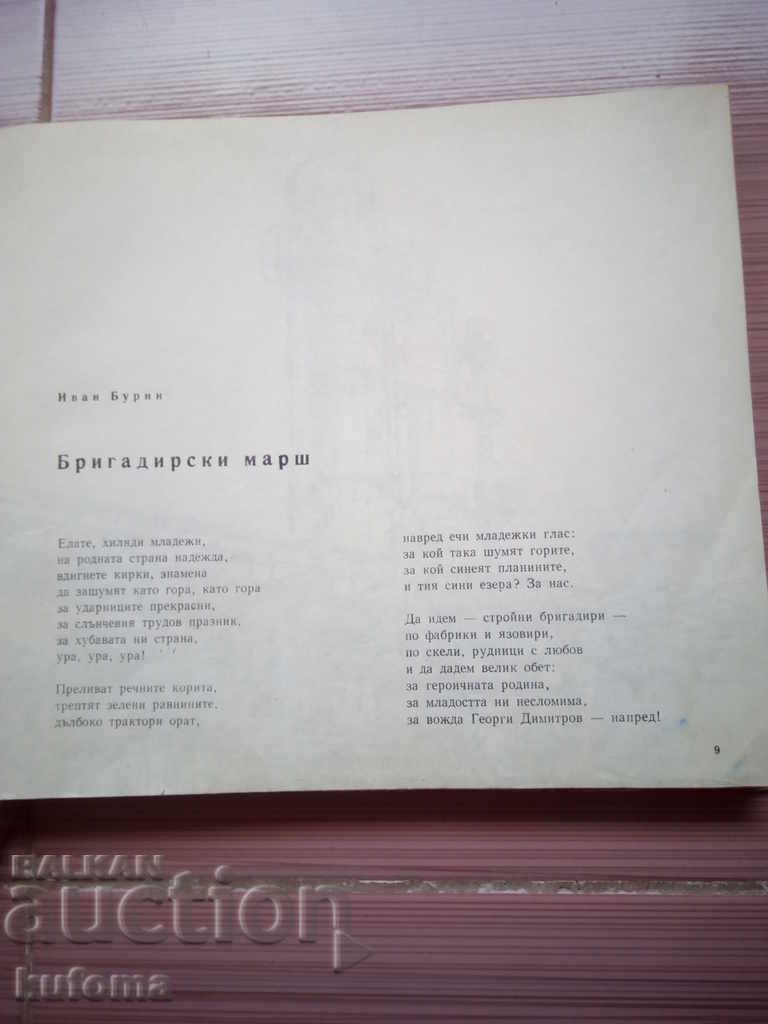 Иван Бурин
Бригадирски марш
Елате, хиляди младежи,
на родната страна надежда,
вдигнете кирки, знамена
да зашумят като гора, като гора
за ударниците прекрасни,
за слънчевия трудов празник,
за хубавата ни страна,
ура, ура, ура!
Преливат речните корита,
трептят зелени равнините,
дълбоко трактори орат,
навред ечи младежки глас:
за кой така шумят горите,
за кой синеят планините,
и тия сини езера? За нас.
Да идем — стройни бригадири —
по фабрики и язовири,
по скели, рудници с любов
и да дадем велик обет:
за героичната родина,
за младостта ни несломима,
за вожда Георги Димитров — напред!
9
BALKAN
auction
kufoma